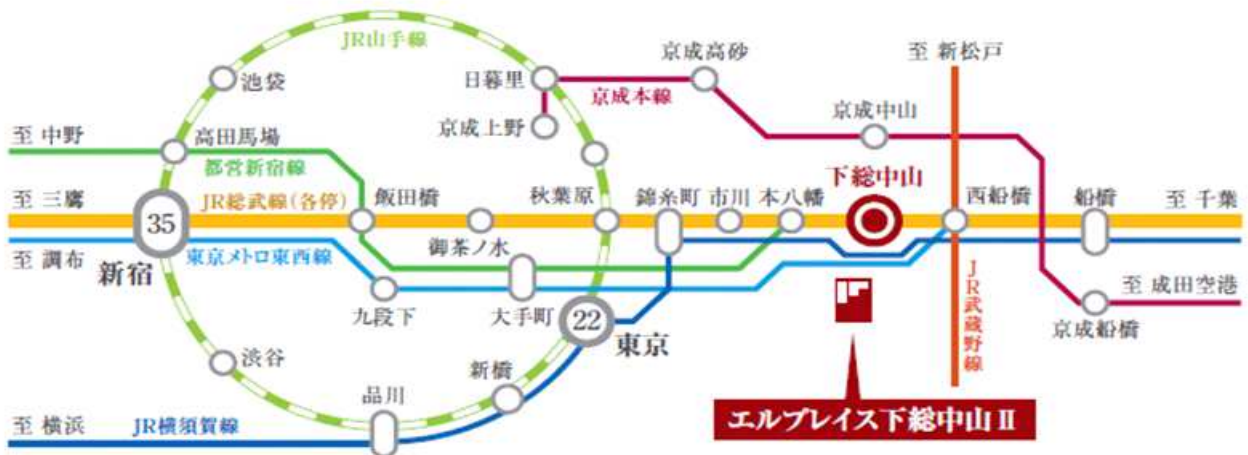 JR山手線
京成高砂
至 新松戸
池袋
日暮里
京成本線
京成中山
京成上野
至 中野
高田馬場
都営新宿線
下総中山
至 三鷹
JR総武線(各停)
飯田橋
秋葉原
錦糸町
市川
本八幡
西船橋
船橋
至 千葉
35
御茶ノ水
至 調布
新宿
東京メトロ東西線
九段下
大手町
22
東京
JR武蔵野線
至 成田空港
京成船橋
渋谷
新橋
品川
至 横浜
JR横須賀線
エルプレイス下総中山 II